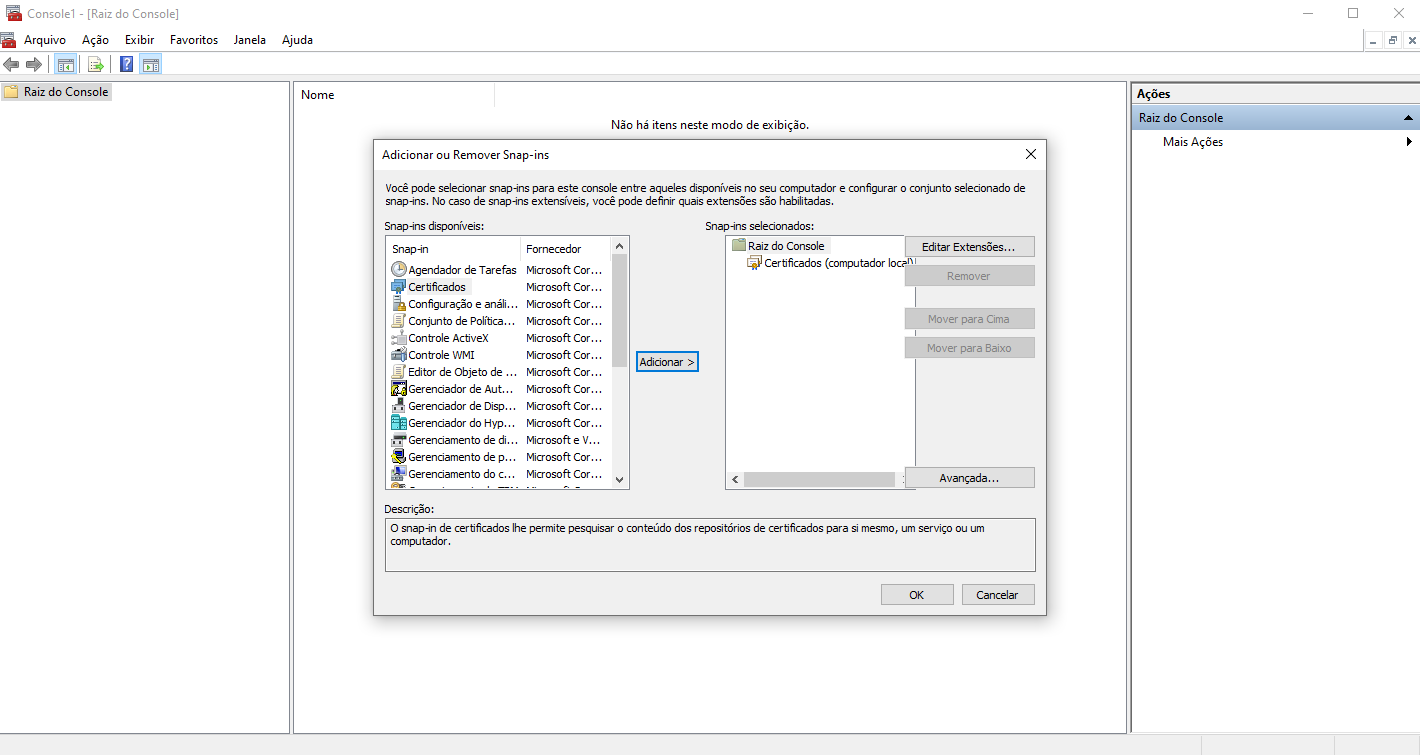 Console1 - [Raiz do Console]
Arquivo Ação Exibir Favoritos Janela Ajuda
Raiz do Console
Nome
Não há itens neste modo de exibição.
Ações
Raiz do Console
Mais Ações
Adicionar ou Remover Snap-ins
Você pode selecionar snap-ins para este console entre aqueles disponíveis no seu computador e configurar o conjunto selecionado de
snap-ins. No caso de snap-ins extensíveis, você pode definir quais extensões são habilitadas.
Snap-ins disponíveis:
Snap-in Fornecedor
Agendador de Tarefas Microsoft Cor...
Certificados Microsoft Cor...
Configuração e análi... Microsoft Cor...
Conjunto de Política... Microsoft Cor...
Controle ActiveX Microsoft Cor...
Controle WMI Microsoft Cor...
Editor de Objeto de ... Microsoft Cor...
Gerenciador de Aut... Microsoft Cor...
Gerenciador de Disp... Microsoft Cor...
Gerenciador do Hyp... Microsoft Cor...
Gerenciamento de di... Microsoft e V...
Gerenciamento de p... Microsoft Cor...
Gerenciamento do c... Microsoft Cor...
Adicionar >
Snap-ins selecionados:
Raiz do Console
Certificados (computador local)
Editar Extensões...
Remover
Mover para Cima
Mover para Baixo
Avançada...
Descrição:
O snap-in de certificados lhe permite pesquisar o conteúdo dos repositórios de certificados para si mesmo, um serviço ou um
computador.
OK Cancelar